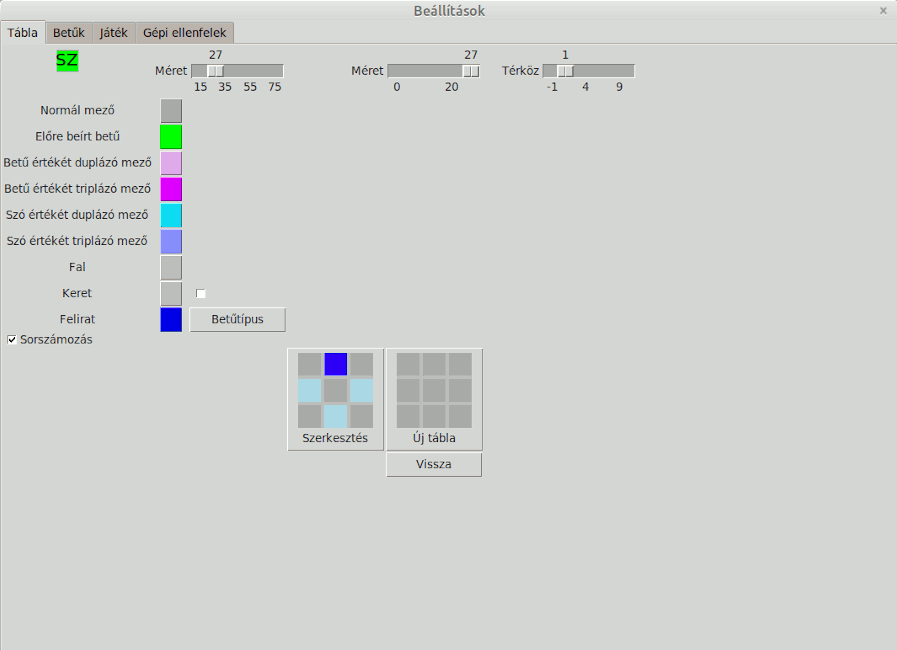 Beállítások
Tábla Betűk Játék Gépi ellenfelek
SZ
27 27 1
Méret Méret Térköz
15 35 55 75 0 20 -1 4 9
Normál mező
Előre beírt betű
Betű értékét duplázó mező
Betű értékét triplázó mező
Szó értékét duplázó mező
Szó értékét triplázó mező
Fal
Keret
Felirat Betűtípus
Sorszámozás
Szerkesztés Új tábla
Vissza